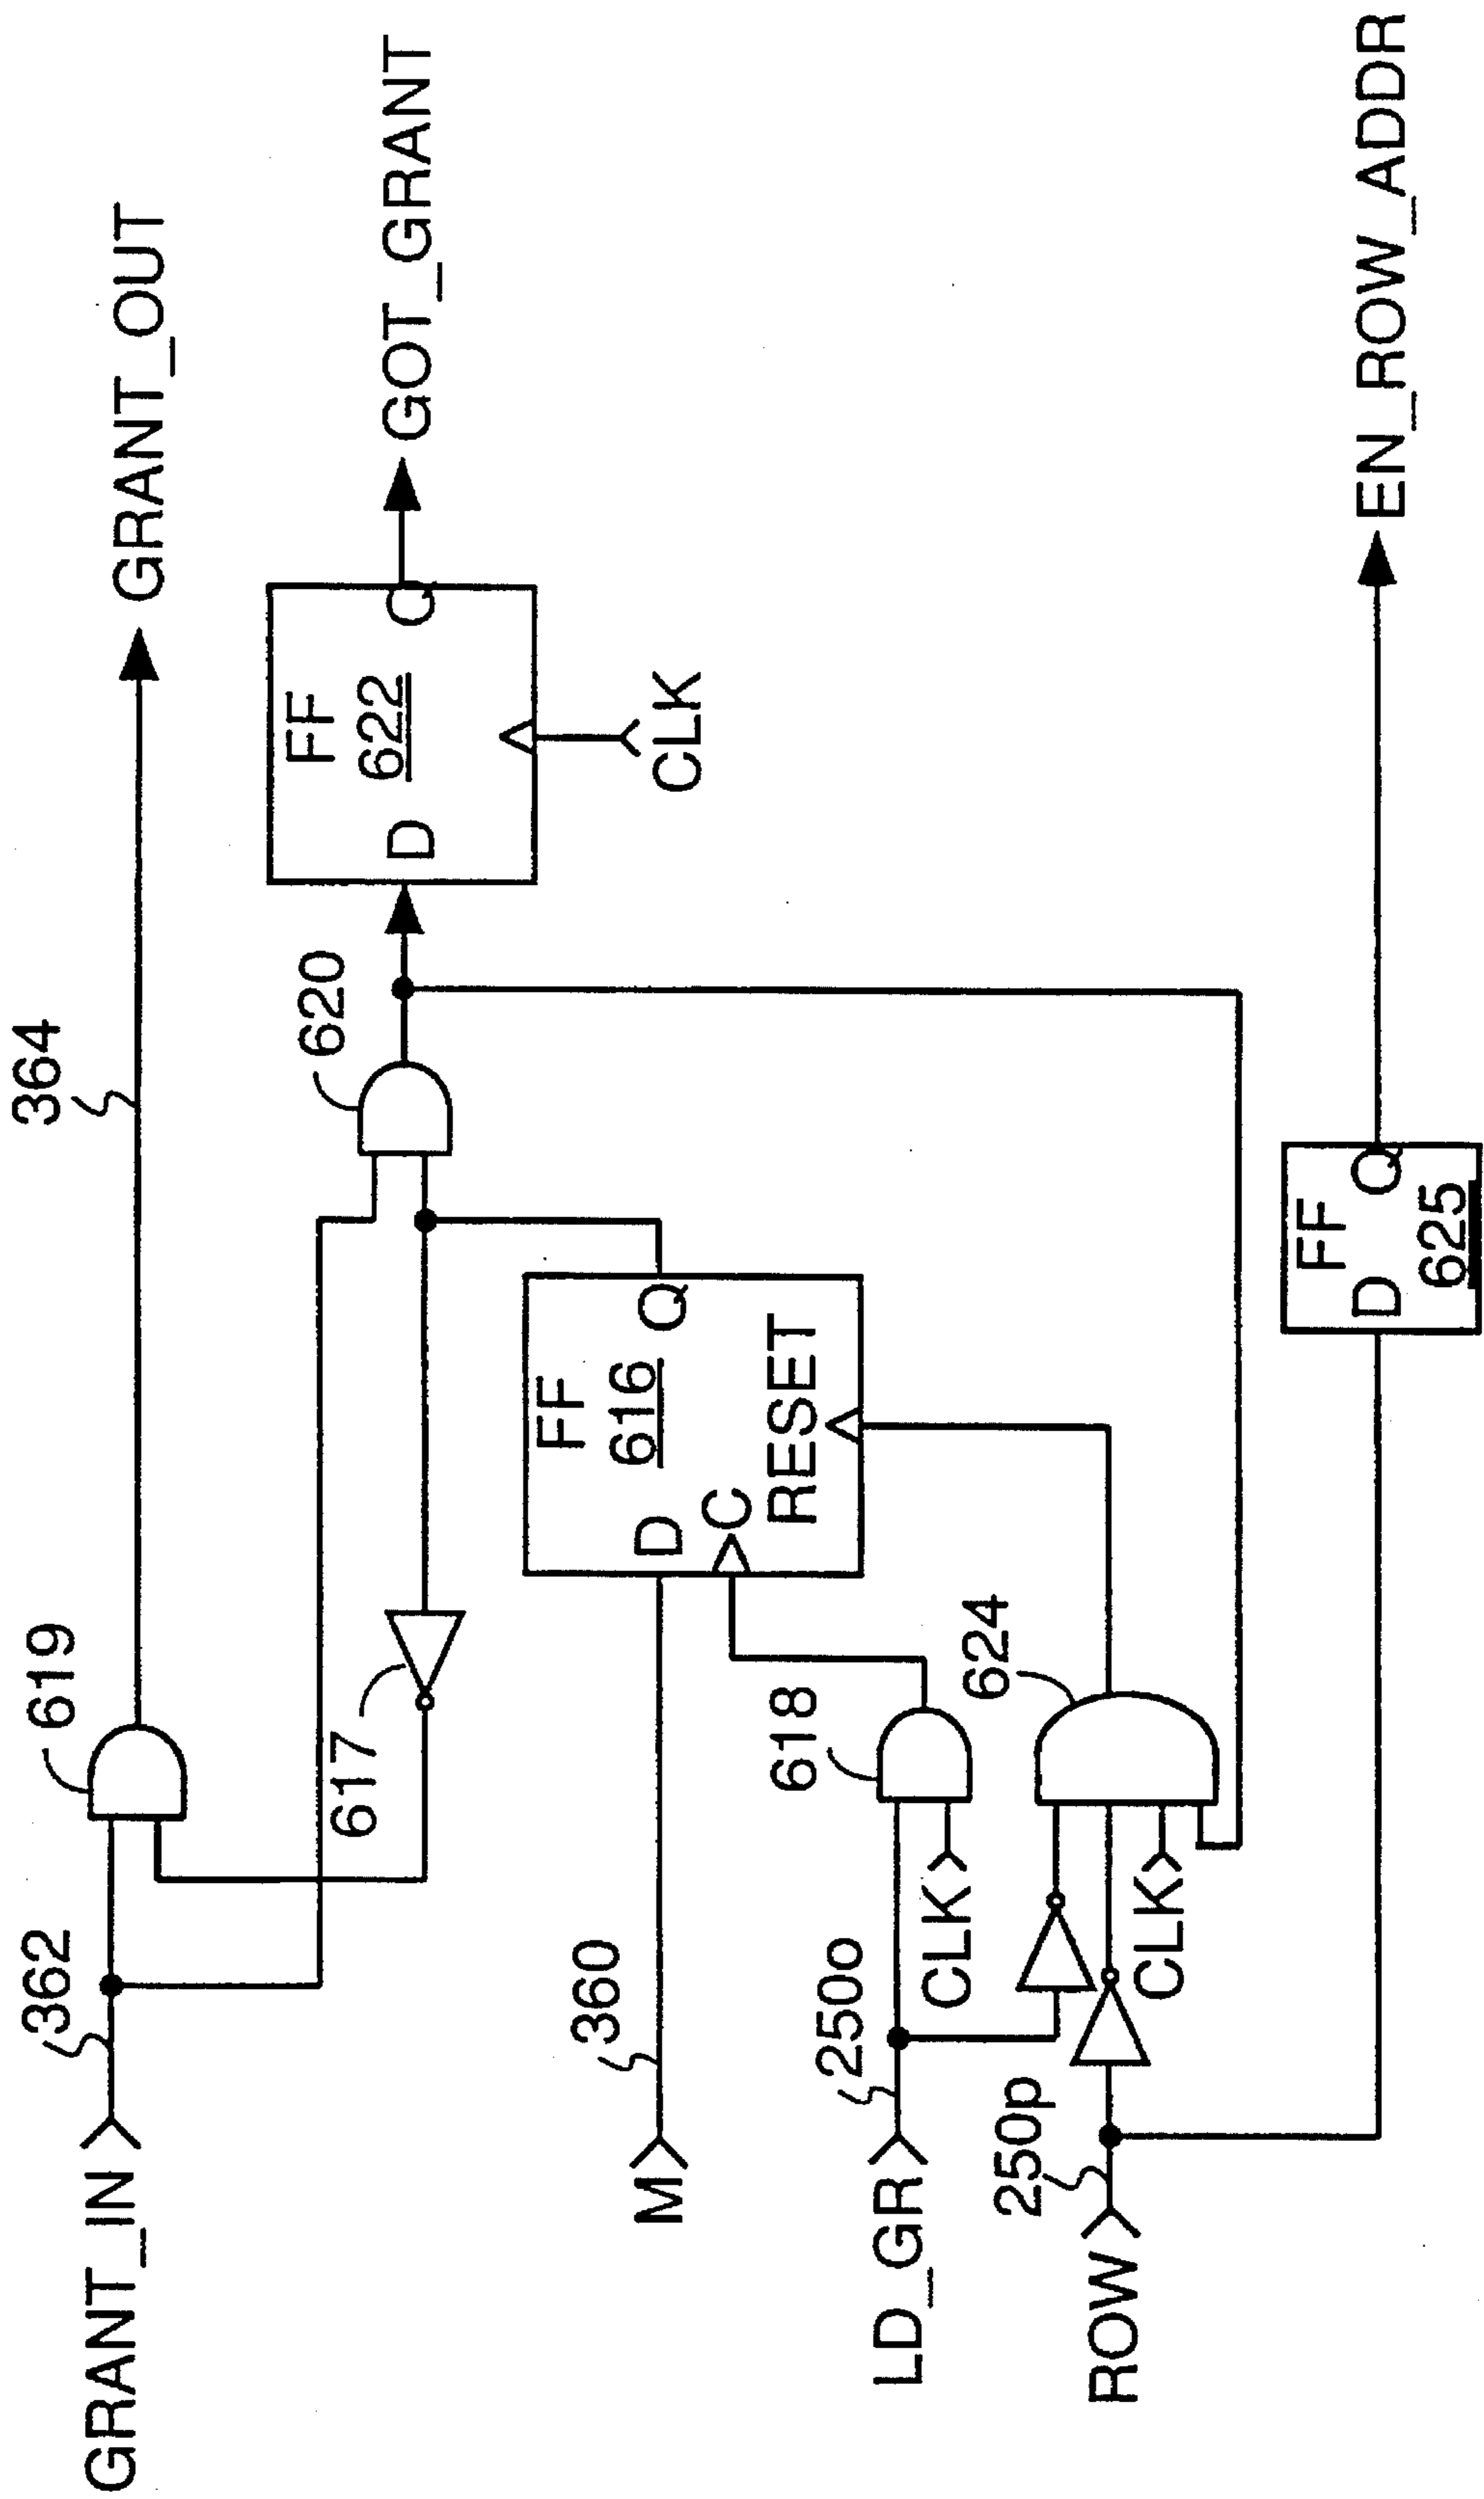 364
GRANT_OUT
619
362
GRANT_IN
620
FF
622
D
Q
GOT_GRANT
CLK
617
FF
616
D
Q
C
RESET
360
M
618
250o
LD_GR
CLK
624
250p
ROW
CLK
FF
D
Q
625
EN_ROW_ADDR